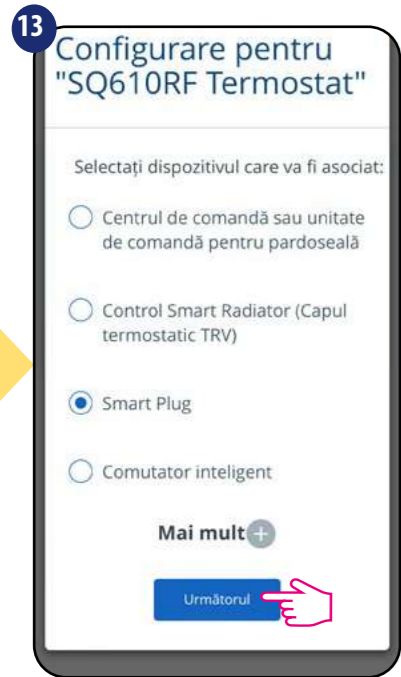 13
Configurare pentru
"SQ610RF Termostat"
Selectați dispozitivul care va fi asociat:
Centrul de comandă sau unitate
de comandă pentru pardoseală
Control Smart Radiator (Capul
termostatic TRV)
Smart Plug
Comutator inteligent
Mai mult
Următorul